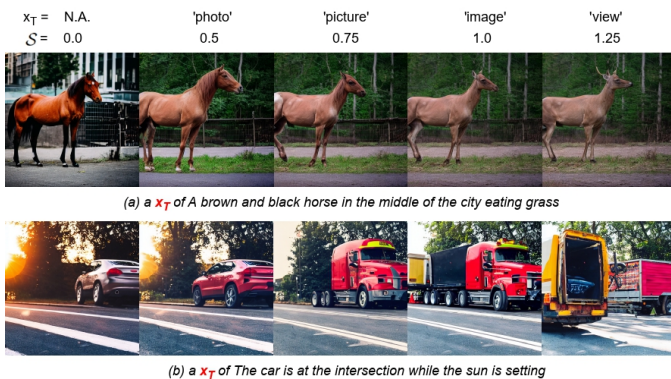 x_T = N.A. 'photo' 'picture' 'image' 'view'
𝒮 = 0.0 0.5 0.75 1.0 1.25
(a) a x_T of A brown and black horse in the middle of the city eating grass
(b) a x_T of The car is at the intersection while the sun is setting